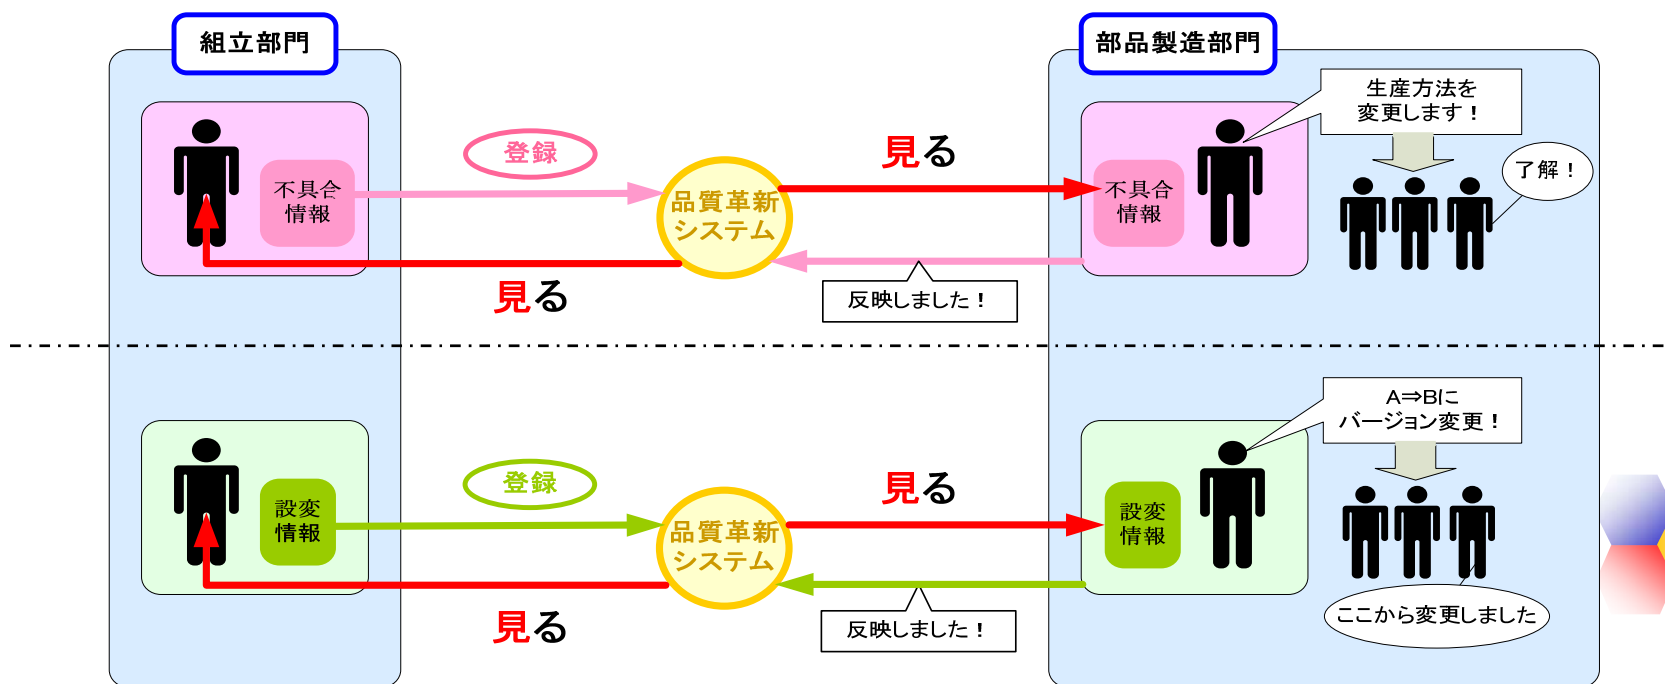 組立部門
部品製造部門
生産方法を
変更します！
了解！
登録
見る
不具合
情報
品質革新
システム
不具合
情報
見る
反映しました！
A⇒Bに
バージョン変更！
登録
見る
設変
情報
品質革新
システム
設変
情報
見る
反映しました！
ここから変更しました